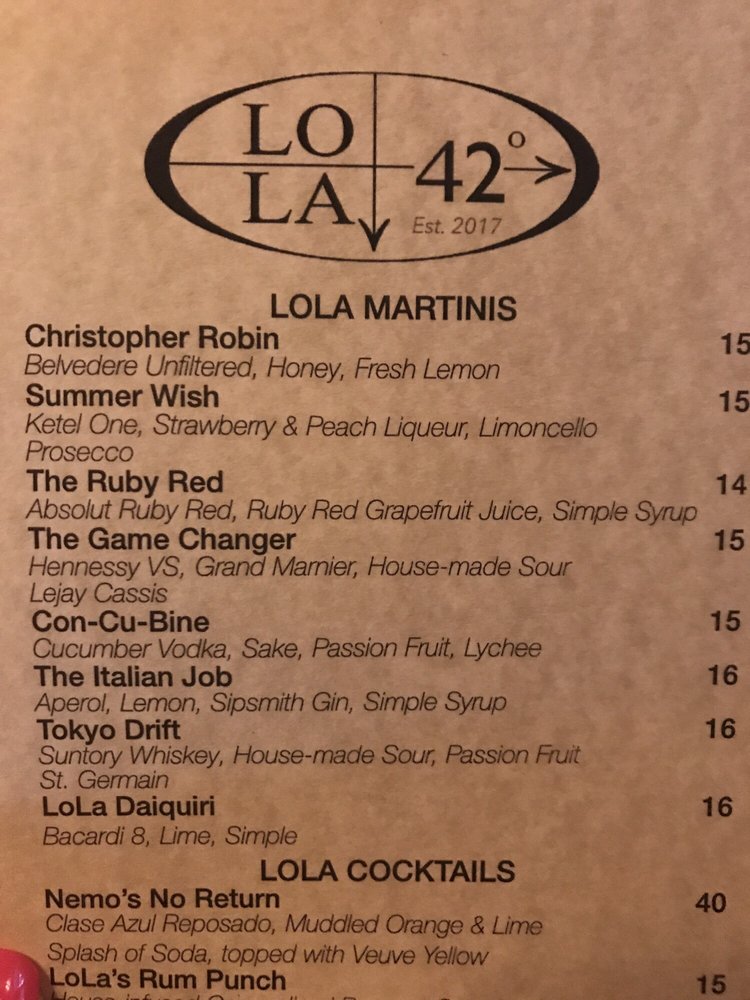 LO
LA
42°
Est. 2017
LOLA MARTINIS
Christopher Robin 15
Belvedere Unfiltered, Honey, Fresh Lemon
Summer Wish 15
Ketel One, Strawberry & Peach Liqueur, Limoncello
Prosecco
The Ruby Red 14
Absolut Ruby Red, Ruby Red Grapefruit Juice, Simple Syrup
The Game Changer 15
Hennessy VS, Grand Marnier, House-made Sour
Lejay Cassis
Con-Cu-Bine 15
Cucumber Vodka, Sake, Passion Fruit, Lychee
The Italian Job 16
Aperol, Lemon, Sipsmith Gin, Simple Syrup
Tokyo Drift 16
Suntory Whiskey, House-made Sour, Passion Fruit
St. Germain
LoLa Daiquiri 16
Bacardi 8, Lime, Simple
LOLA COCKTAILS
Nemo's No Return 40
Clase Azul Reposado, Muddled Orange & Lime
Splash of Soda, topped with Veuve Yellow
LoLa's Rum Punch 15